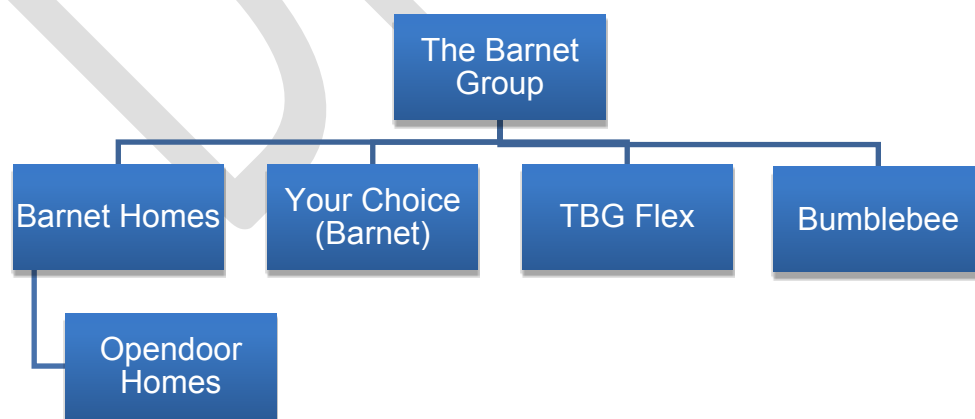 The Barnet
Group
Barnet Homes
Your Choice
(Barnet)
TBG Flex
Bumblebee
Opendoor
Homes